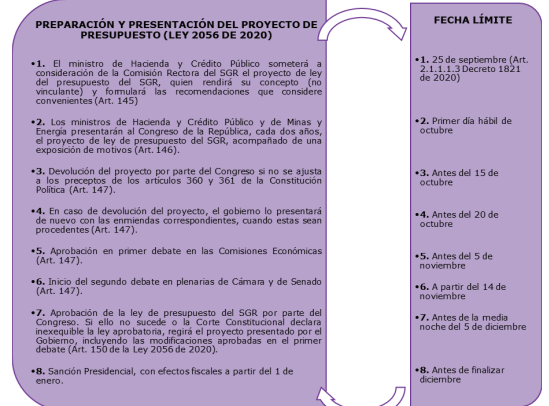 PREPARACIÓN Y PRESENTACIÓN DEL PROYECTO DE
PRESUPUESTO (LEY 2056 DE 2020)
•1. El ministro de Hacienda y Crédito Público someterá a
consideración de la Comisión Rectora del SGR el proyecto de ley
del presupuesto del SGR, quien rendirá su concepto (no
vinculante) y formulará las recomendaciones que considere
convenientes (Art. 145)
•2. Los ministros de Hacienda y Crédito Público y de Minas y
Energía presentarán al Congreso de la República, cada dos años,
el proyecto de ley de presupuesto del SGR, acompañado de una
exposición de motivos (Art. 146).
•3. Devolución del proyecto por parte del Congreso si no se ajusta
a los preceptos de los artículos 360 y 361 de la Constitución
Política (Art. 147).
•4. En caso de devolución del proyecto, el gobierno lo presentará
de nuevo con las enmiendas correspondientes, cuando estas sean
procedentes (Art. 147).
•5. Aprobación en primer debate en las Comisiones Económicas
(Art. 147).
•6. Inicio del segundo debate en plenarias de Cámara y de Senado
(Art. 147).
•7. Aprobación de la ley de presupuesto del SGR por parte del
Congreso. Si ello no sucede o la Corte Constitucional declara
inexequible la ley aprobatoria, regirá el proyecto presentado por el
Gobierno, incluyendo las modificaciones aprobadas en el primer
debate (Art. 150 de la Ley 2056 de 2020).
•8. Sanción Presidencial, con efectos fiscales a partir del 1 de
enero.
FECHA LÍMITE
•1. 25 de septiembre (Art.
2.1.1.1.3 Decreto 1821
de 2020)
•2. Primer día hábil de
octubre
•3. Antes del 15 de
octubre
•4. Antes del 20 de
octubre
•5. Antes del 5 de
noviembre
•6. A partir del 14 de
noviembre
•7. Antes de la media
noche del 5 de diciembre
•8. Antes de finalizar
diciembre